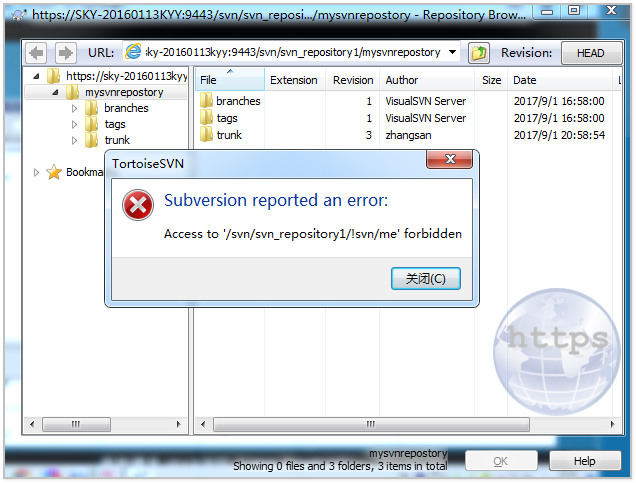 https://SKY-20160113KYY:9443/svn/svn_reposi.../mysvnrepostory - Repository Brow...
URL: ky-20160113kyy:9443/svn/svn_repository1/mysvnrepostory Revision: HEAD
https://sky-20160113kyy
mysvnrepostory
branches
tags
trunk
Bookma
File Extension Revision Author Size Date L
branches 1 VisualSVN Server 2017/9/1 16:58:00
tags 1 VisualSVN Server 2017/9/1 16:58:00
trunk 3 zhangsan 2017/9/1 20:58:54
TortoiseSVN
Subversion reported an error:
Access to '/svn/svn_repository1/!svn/me' forbidden
关闭(C)
https
mysvnrepostory
Showing 0 files and 3 folders, 3 items in total
OK
Help